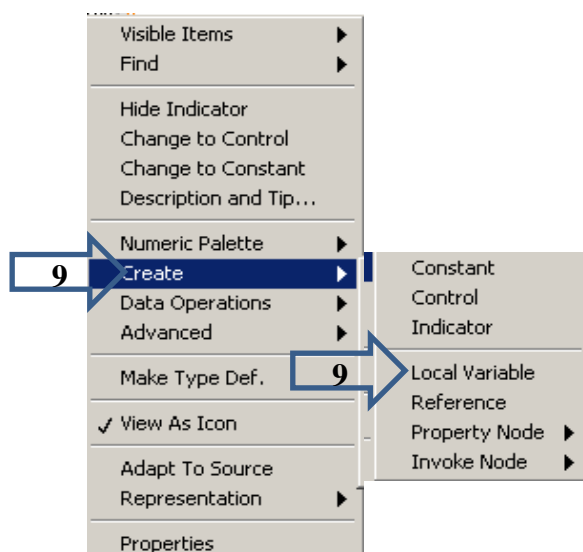 Visible Items
Find
Hide Indicator
Change to Control
Change to Constant
Description and Tip...
Numeric Palette
9 Create
Data Operations
Advanced
Make Type Def.
✓ View As Icon
Adapt To Source
Representation
Properties
Constant
Control
Indicator
9 Local Variable
Reference
Property Node
Invoke Node